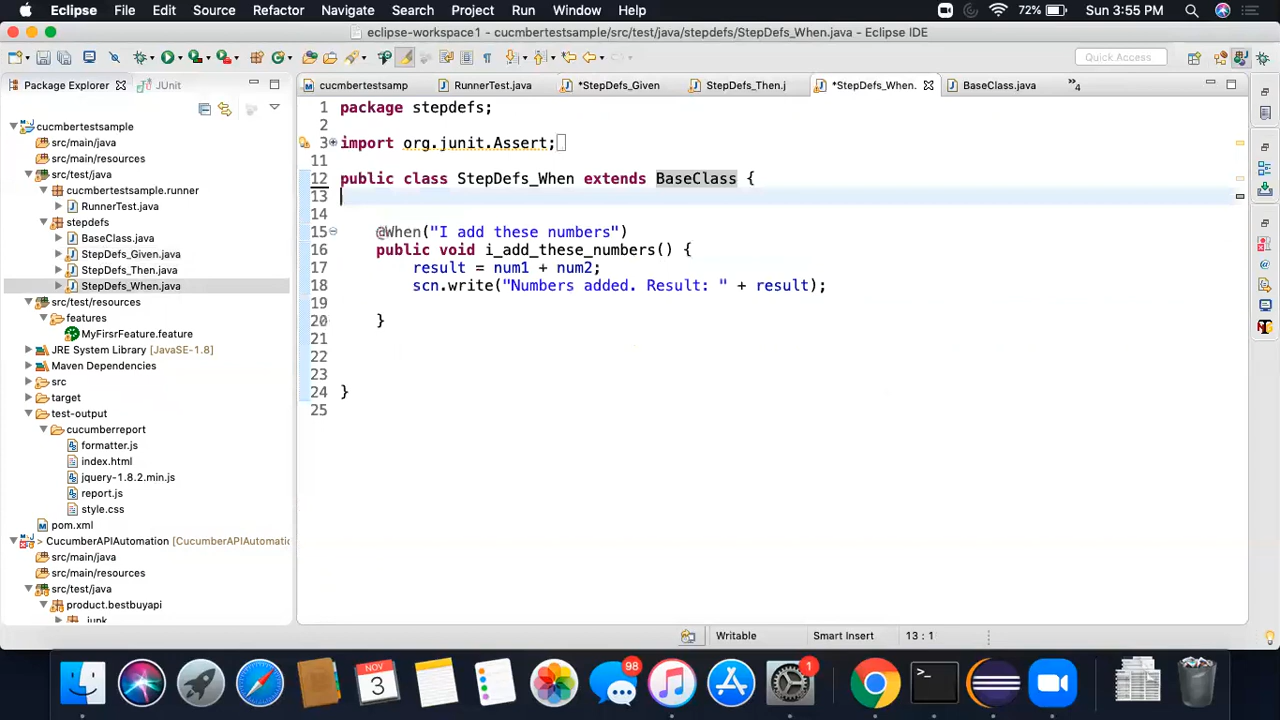 Eclipse File Edit Source Refactor Navigate Search Project Run Window Help 72% Sun 3:55 PM
eclipse-workspace1 - cucmbertestsample/src/test/java/stepdefs/StepDefs_When.java - Eclipse IDE
Quick Access
Package Explorer JUnit
cucmbertestsamp RunnerTest.java *StepDefs_Given StepDefs_Then.j *StepDefs_When. BaseClass.java »4
cucmbertestsample
src/main/java
src/main/resources
src/test/java
cucmbertestsample.runner
RunnerTest.java
stepdefs
BaseClass.java
StepDefs_Given.java
StepDefs_Then.java
StepDefs_When.java
src/test/resources
features
MyFirsrFeature.feature
JRE System Library [JavaSE-1.8]
Maven Dependencies
src
target
test-output
cucumberreport
formatter.js
index.html
jquery-1.8.2.min.js
report.js
style.css
pom.xml
> CucumberAPIAutomation [CucumberAPIAutomatic
src/main/java
src/main/resources
src/test/java
product.bestbuyapi
junk
1 package stepdefs;
2
3 import org.junit.Assert;
11
12 public class StepDefs_When extends BaseClass {
13
14
15 @When("I add these numbers")
16 public void i_add_these_numbers() {
17 result = num1 + num2;
18 scn.write("Numbers added. Result: " + result);
19
20 }
21
22
23
24 }
25
Writable Smart Insert 13 : 1
NOV
3
98
1